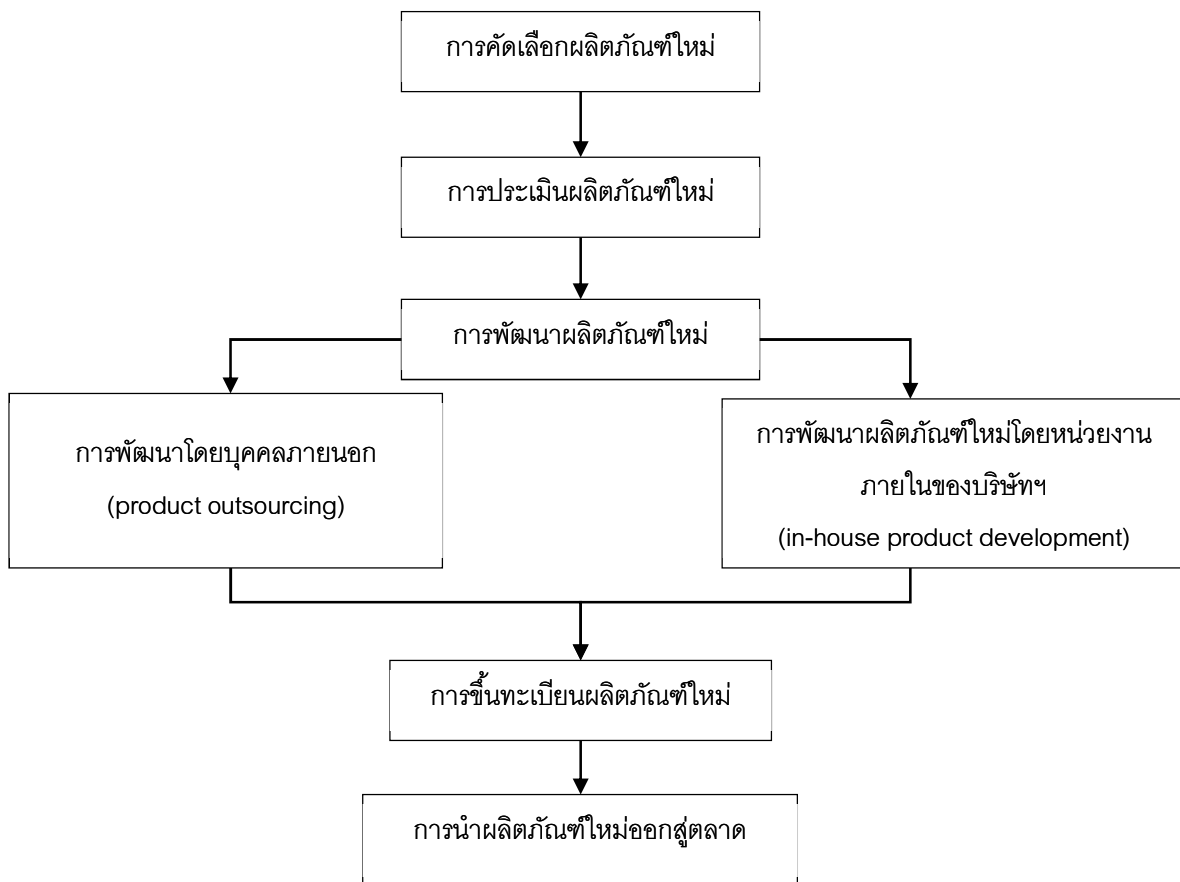 การคัดเลือกผลิตภัณฑ์ใหม่
การประเมินผลิตภัณฑ์ใหม่
การพัฒนาผลิตภัณฑ์ใหม่
การพัฒนาโดยบุคคลภายนอก
(product outsourcing)
การพัฒนาผลิตภัณฑ์ใหม่โดยหน่วยงาน
ภายในของบริษัทฯ
(in-house product development)
การขึ้นทะเบียนผลิตภัณฑ์ใหม่
การนำผลิตภัณฑ์ใหม่ออกสู่ตลาด